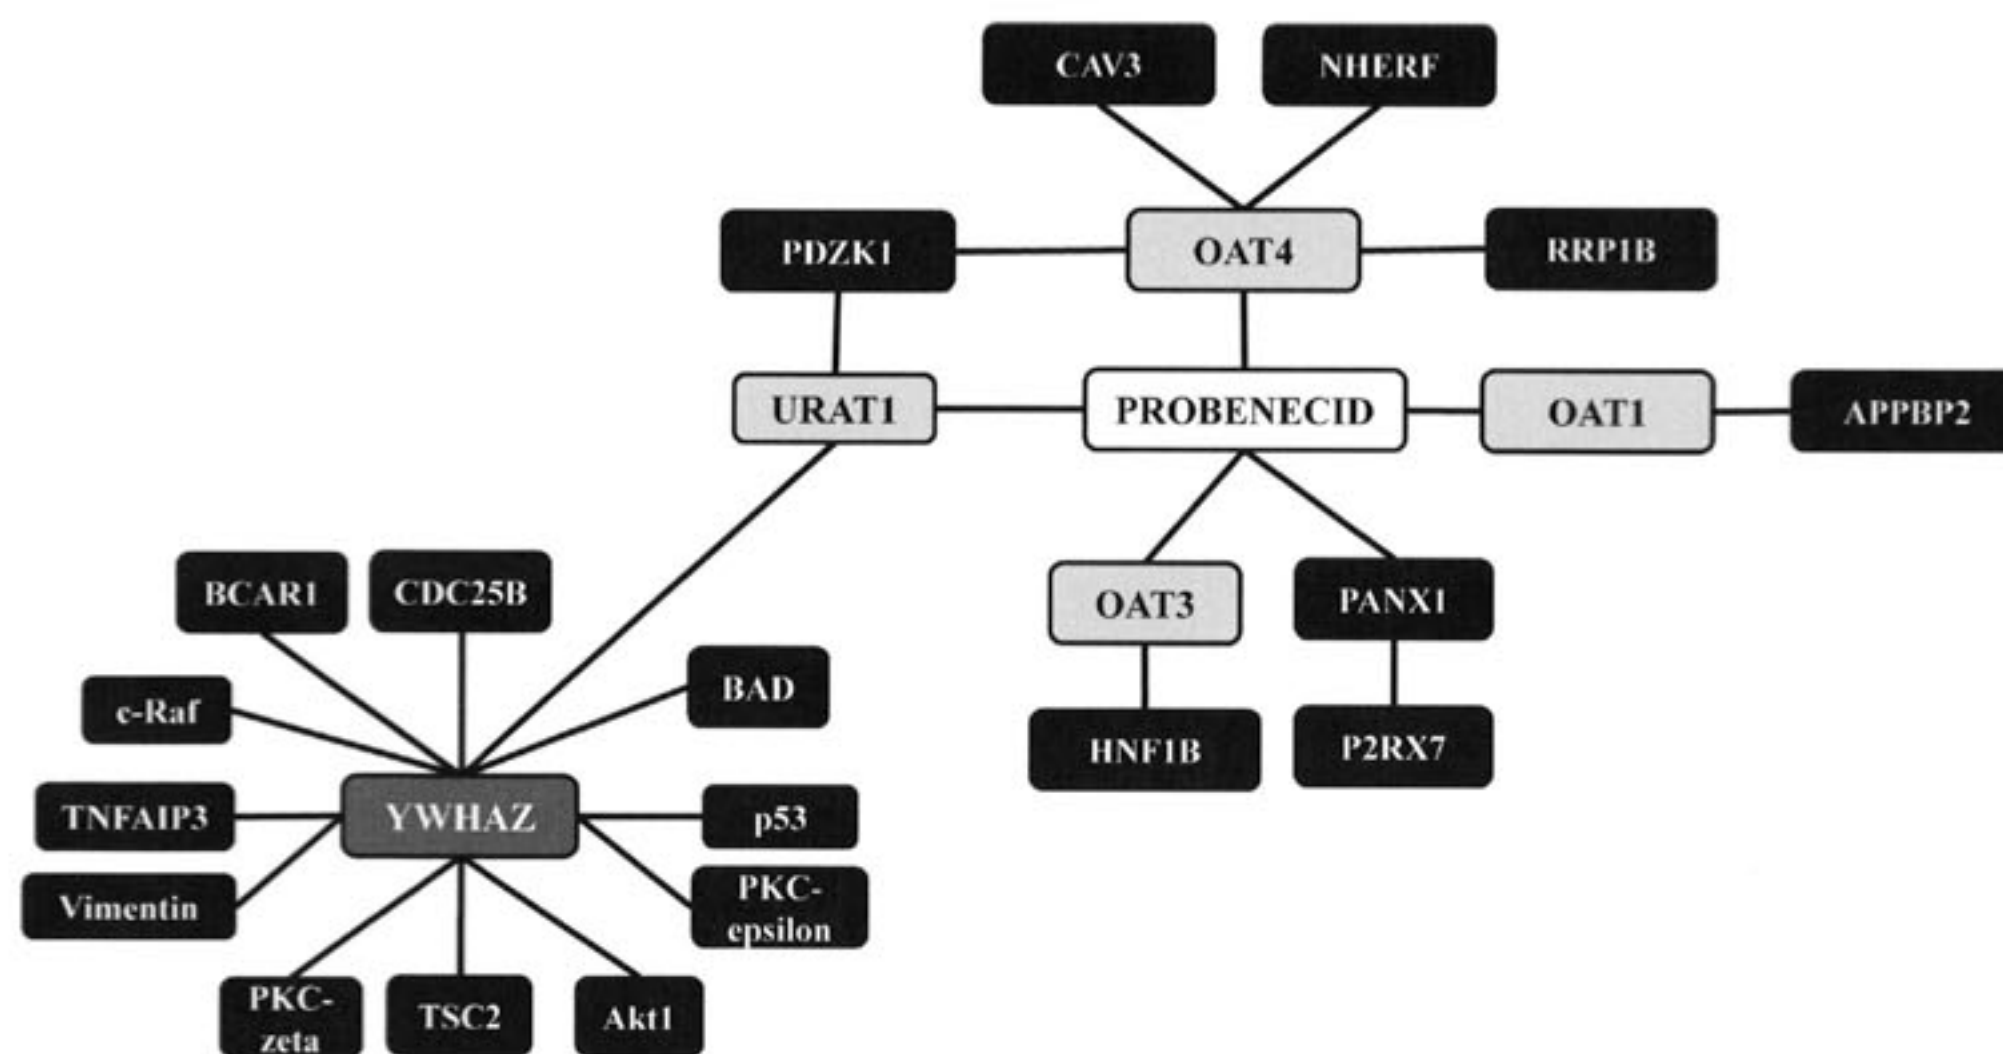 CAV3
NHERF
PDZK1
OAT4
RRP1B
URAT1
PROBENECID
OAT1
APPBP2
BCAR1
CDC25B
OAT3
PANX1
c-Raf
BAD
HNF1B
P2RX7
TNFAIP3
YWHAZ
p53
Vimentin
PKC-
epsilon
PKC-
zeta
TSC2
Akt1